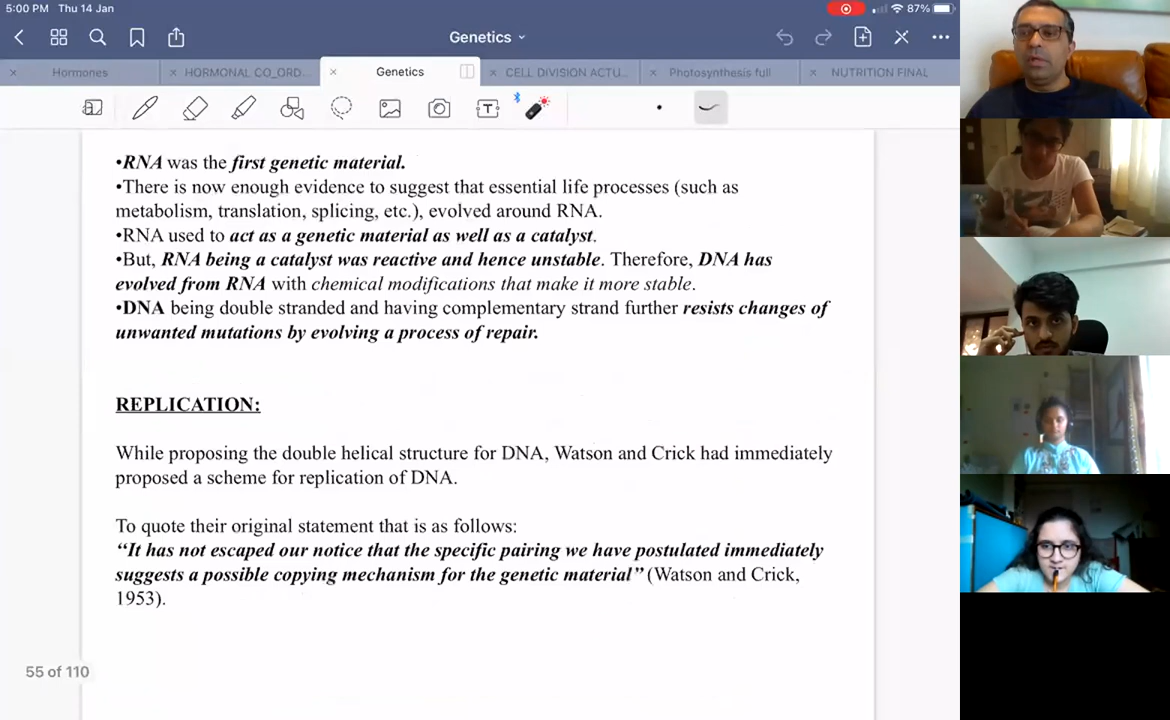 5:00 PM Thu 14 Jan
87%
Genetics
Hormones
HORMONAL CO_ORD...
Genetics
CELL DIVISION ACTU...
Photosynthesis full
NUTRITION FINAL
•RNA was the first genetic material.
•There is now enough evidence to suggest that essential life processes (such as
metabolism, translation, splicing, etc.), evolved around RNA.
•RNA used to act as a genetic material as well as a catalyst.
•But, RNA being a catalyst was reactive and hence unstable. Therefore, DNA has
evolved from RNA with chemical modifications that make it more stable.
•DNA being double stranded and having complementary strand further resists changes of
unwanted mutations by evolving a process of repair.
REPLICATION:
While proposing the double helical structure for DNA, Watson and Crick had immediately
proposed a scheme for replication of DNA.
To quote their original statement that is as follows:
“It has not escaped our notice that the specific pairing we have postulated immediately
suggests a possible copying mechanism for the genetic material” (Watson and Crick,
1953).
55 of 110